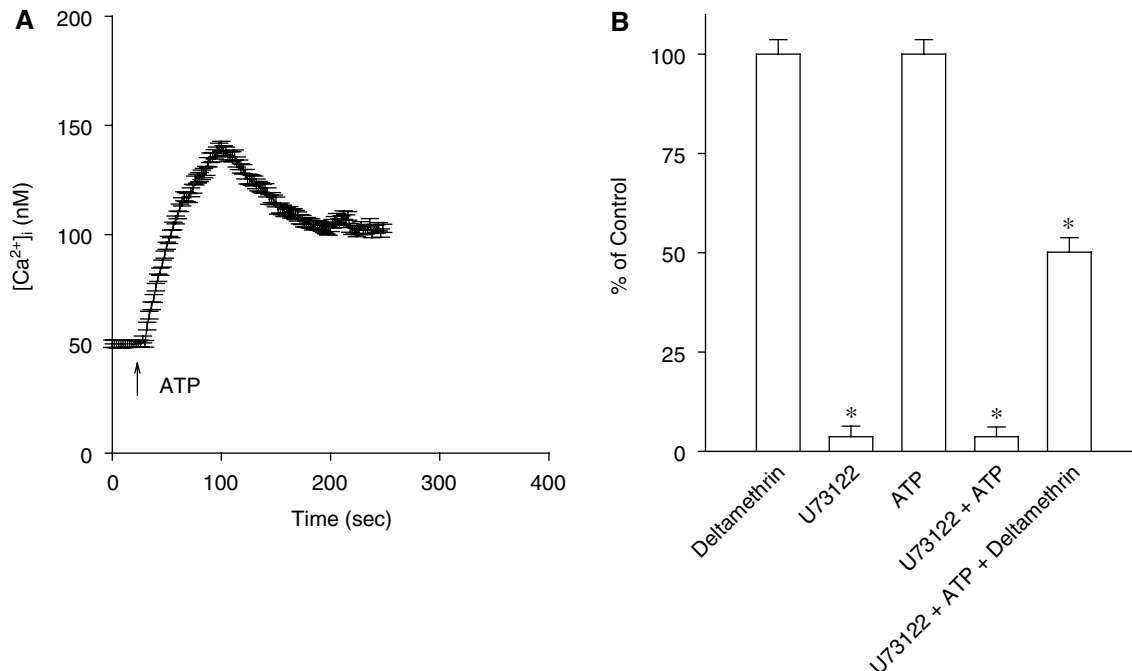 A
200
150
100
50
0
[Ca²⁺]ᵢ (nM)
ATP
0 100 200 300 400
Time (sec)
B
100
75
50
25
0
% of Control
* * *
Deltamethrin
U73122
ATP
U73122 + ATP
U73122 + ATP + Deltamethrin